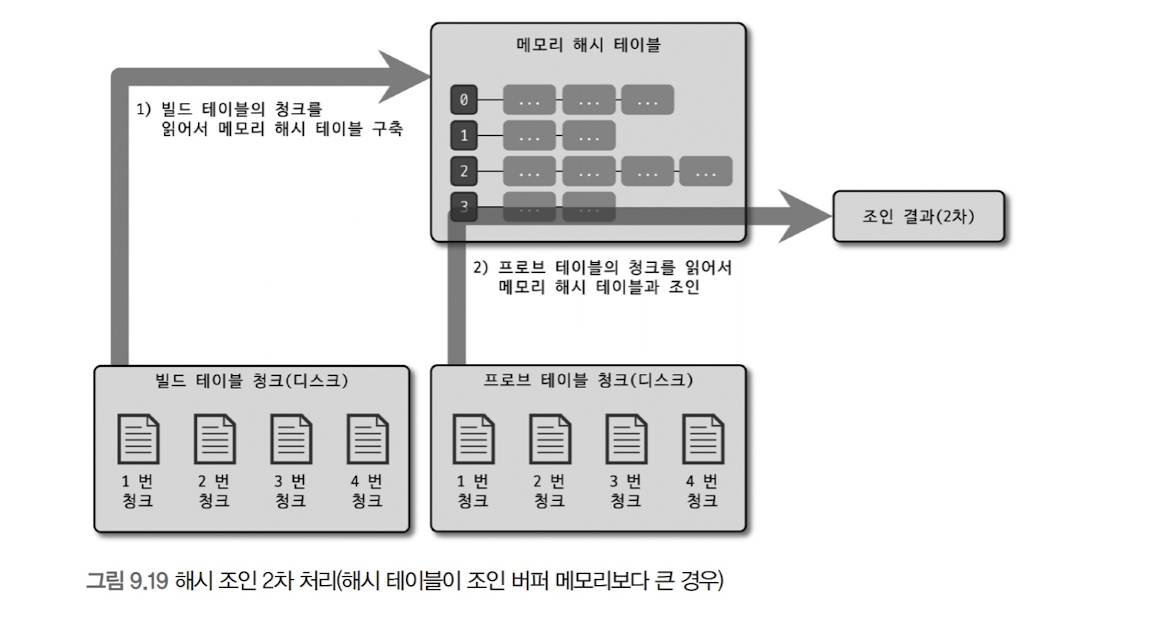 메모리 해시 테이블
1) 빌드 테이블의 청크를
읽어서 메모리 해시 테이블 구축
0 ... ... ...
1 ... ...
2 ... ... ... ...
3 ... ...
조인 결과(2차)
2) 프로브 테이블의 청크를 읽어서
메모리 해시 테이블과 조인
빌드 테이블 청크(디스크)
1 번
청크
2 번
청크
3 번
청크
4 번
청크
프로브 테이블 청크(디스크)
1 번
청크
2 번
청크
3 번
청크
4 번
청크
그림 9.19 해시 조인 2차 처리(해시 테이블이 조인 버퍼 메모리보다 큰 경우)